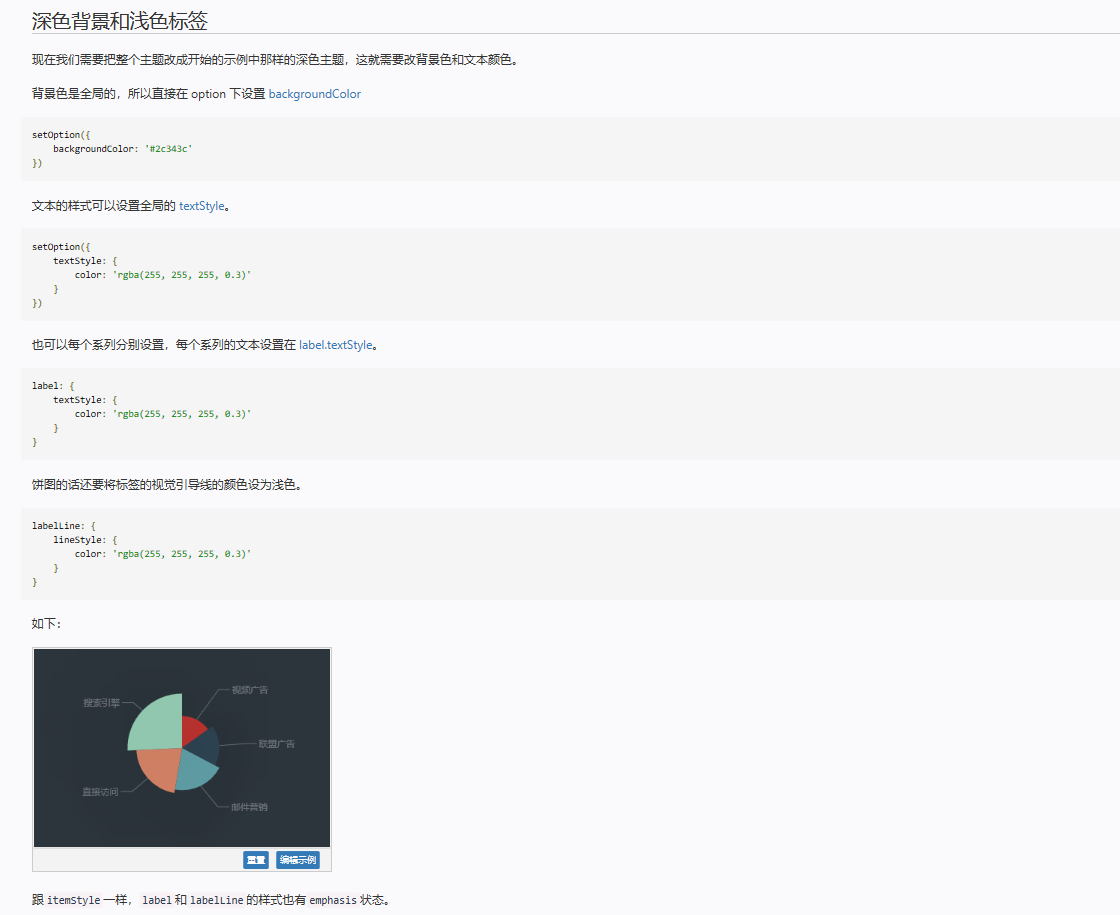 深色背景和浅色标签
现在我们需要把整个主题改成开始的示例中那样的深色主题，这就需要改背景色和文本颜色。
背景色是全局的，所以直接在 option 下设置 backgroundColor
setOption({
    backgroundColor: '#2c343c'
})
文本的样式可以设置全局的 textStyle。
setOption({
    textStyle: {
        color: 'rgba(255, 255, 255, 0.3)'
    }
})
也可以每个系列分别设置，每个系列的文本设置在 label.textStyle。
label: {
    textStyle: {
        color: 'rgba(255, 255, 255, 0.3)'
    }
}
饼图的话还要将标签的视觉引导线的颜色设为浅色。
labelLine: {
    lineStyle: {
        color: 'rgba(255, 255, 255, 0.3)'
    }
}
如下：
视频广告
搜索引擎
联盟广告
直接访问
邮件营销
重置 编辑示例
跟 itemStyle 一样， label 和 labelLine 的样式也有 emphasis 状态。